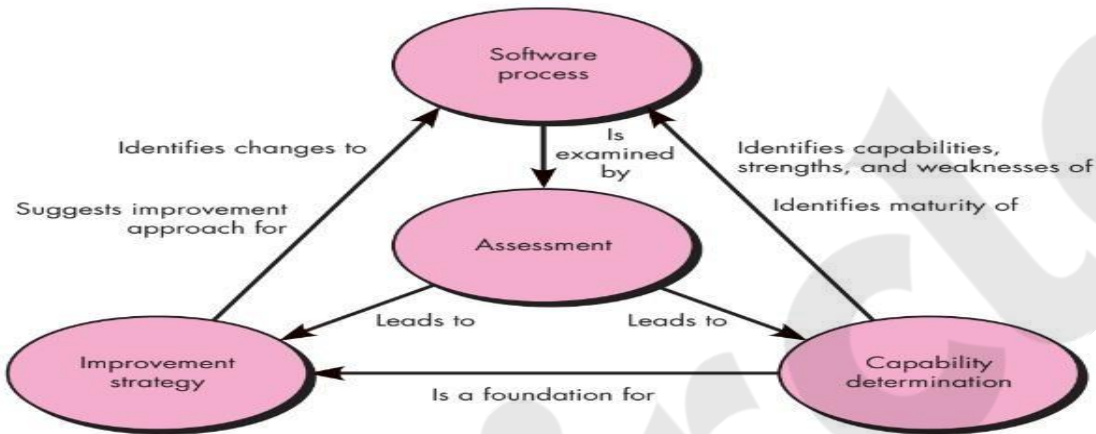 Software
process
Identifies changes to
Is
examined
by
Identifies capabilities,
strengths, and weaknesses of
Suggests improvement
approach for
Identifies maturity of
Assessment
Leads to
Leads to
Improvement
strategy
Capability
determination
Is a foundation for